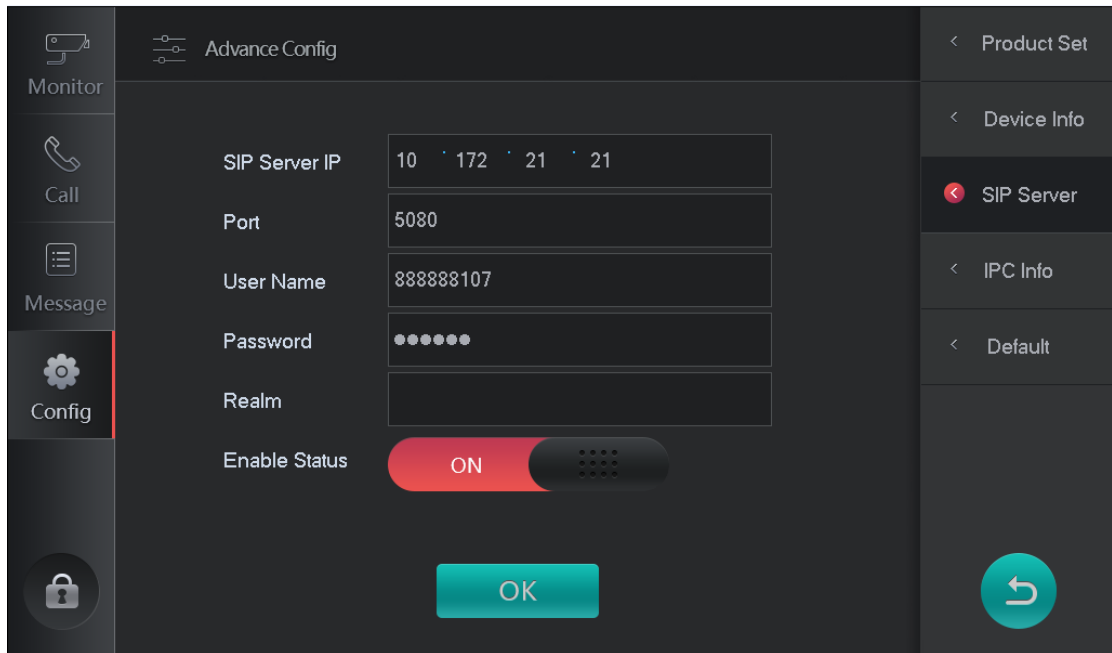 Monitor
Call
Message
Config
Advance Config
SIP Server IP 10 . 172 . 21 . 21
Port 5080
User Name 888888107
Password ●●●●●●
Realm
Enable Status ON
OK
Product Set
Device Info
SIP Server
IPC Info
Default